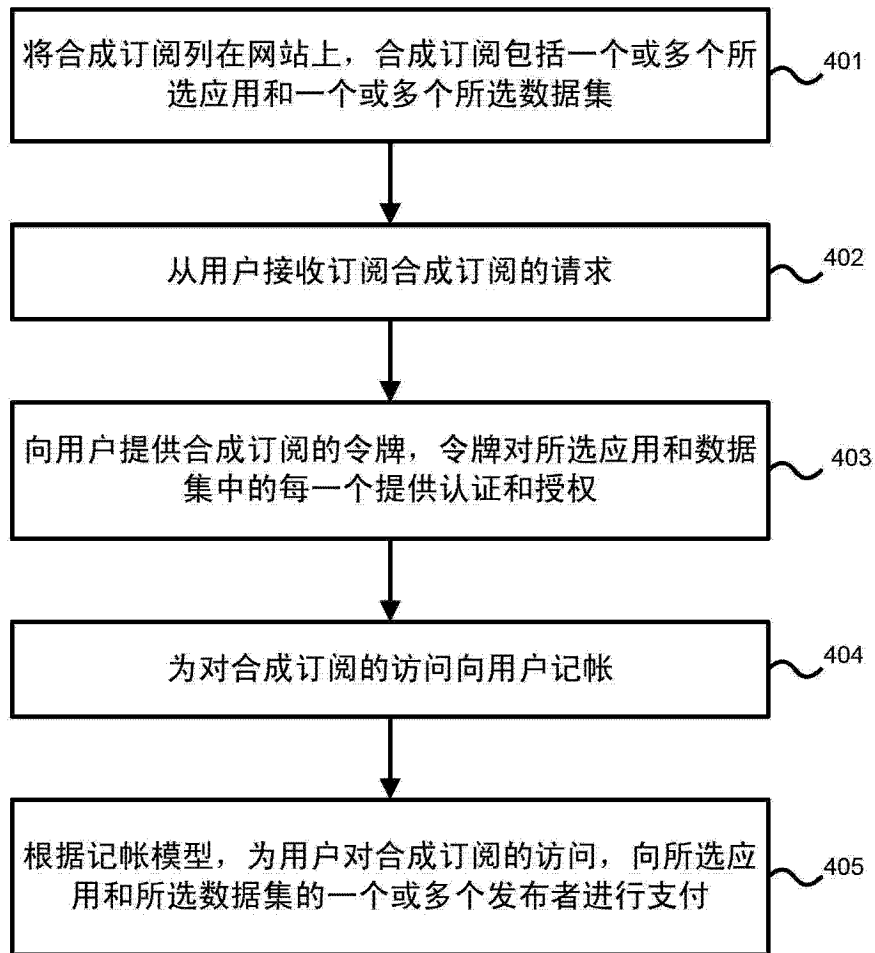 将合成订阅列在网站上，合成订阅包括一个或多个所
选应用和一个或多个所选数据集
401
从用户接收订阅合成订阅的请求
402
向用户提供合成订阅的令牌，令牌对所选应用和数据
集中的每一个提供认证和授权
403
为对合成订阅的访问向用户记帐
404
根据记帐模型，为用户对合成订阅的访问，向所选应
用和所选数据集的一个或多个发布者进行支付
405